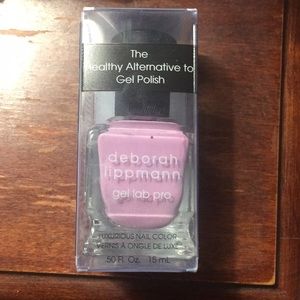 The
Healthy Alternative to
Gel Polish
deborah
lippmann
gel lab pro
LUXURIOUS NAIL COLOR
VERNIS À ONGLE DE LUXE
.50 Fl. Oz. 15 mL